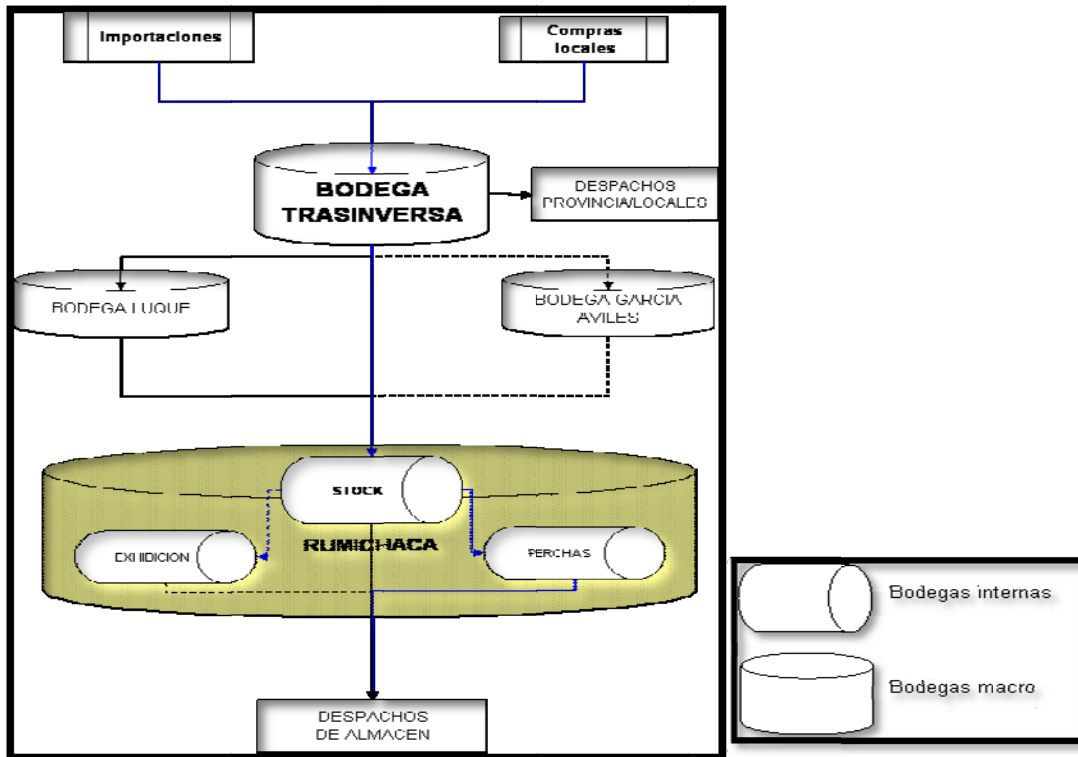 Importaciones
Compras
locales
BODEGA
TRASINVERSA
DESPACHOS
PROVINCIA/LOCALES
BODEGA LUQUE
BODEGA GARCIA
AVILES
STOCK
RUMICHACA
EXHIBICION
PERCHAS
DESPACHOS
DE ALMACEN
Bodegas internas
Bodegas macro